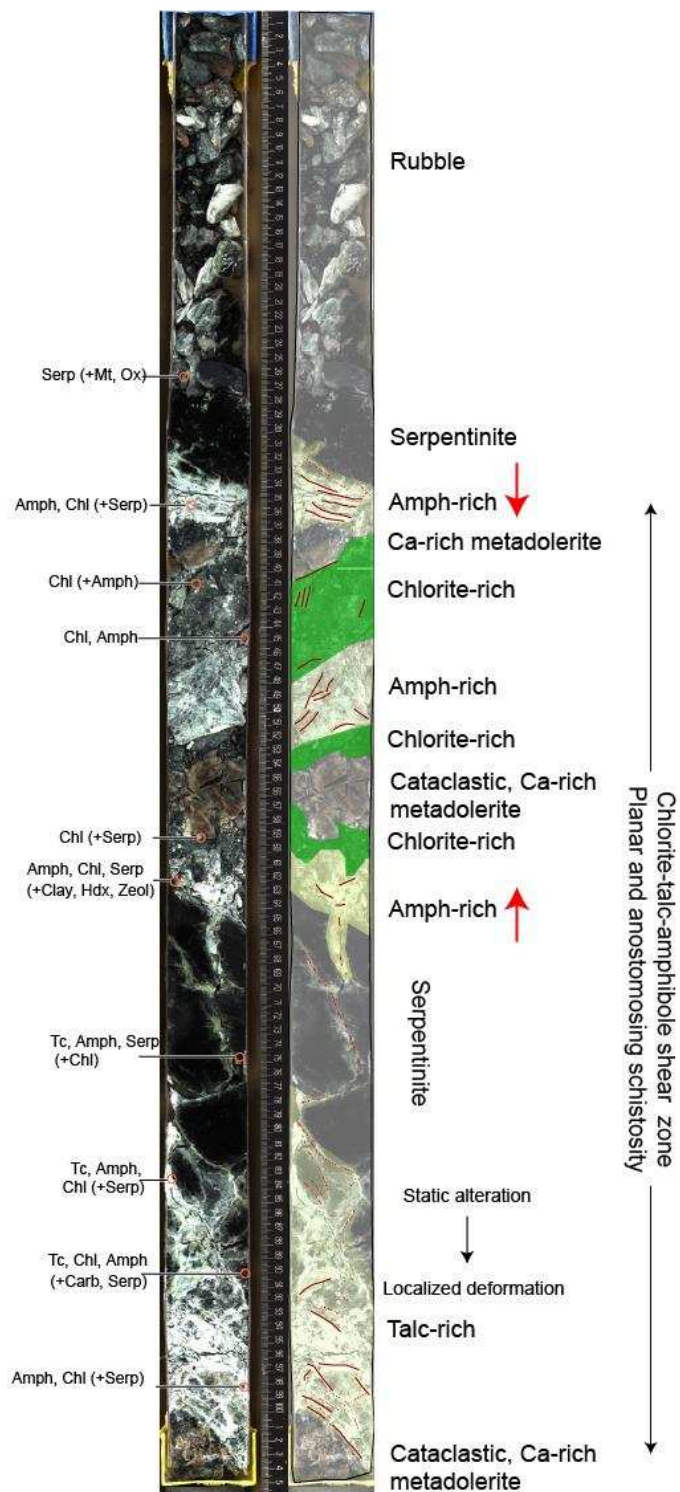 Rubble
Serp (+Mt, Ox)
Serpentinite
Amph, Chl (+Serp)
Amph-rich
Ca-rich metadolerite
Chl (+Amph)
Chlorite-rich
Chl, Amph
Amph-rich
Chlorite-rich
Cataclastic, Ca-rich
metadolerite
Chl (+Serp)
Chlorite-rich
Amph, Chl, Serp
(+Clay, Hdx, Zeol)
Amph-rich
Serpentinite
Tc, Amph, Serp
(+Chl)
Tc, Amph,
Chl (+Serp)
Static alteration
Tc, Chl, Amph
(+Carb, Serp)
Localized deformation
Talc-rich
Amph, Chl (+Serp)
Cataclastic, Ca-rich
metadolerite
Chlorite-talc-amphibole shear zone
Planar and anostomosing schistosity